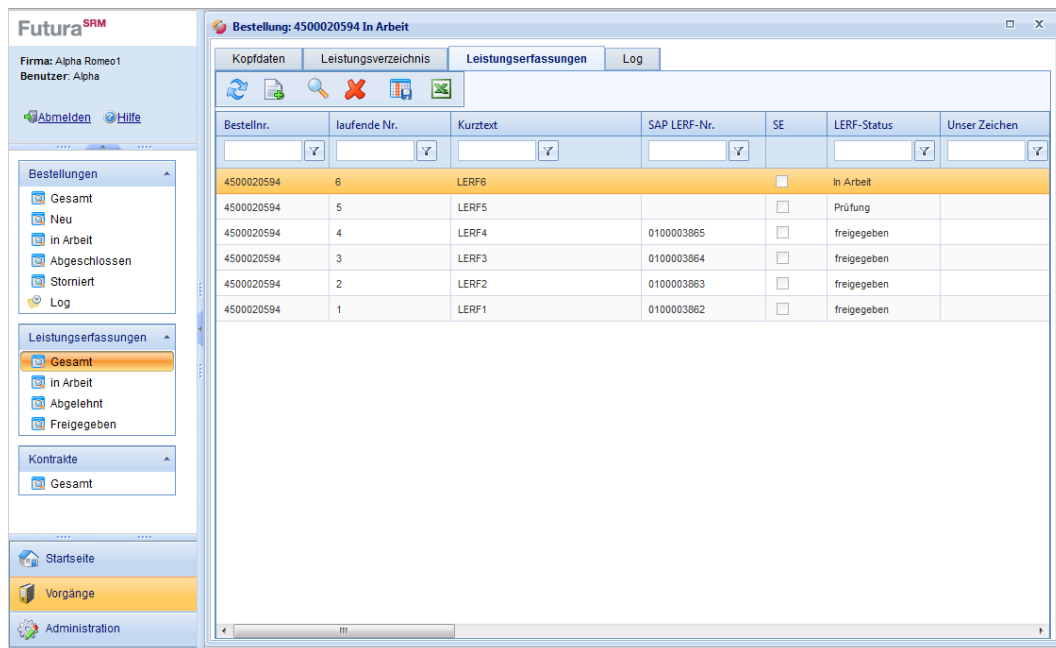 FuturaSRM
Firma: Alpha Romeo1
Benutzer: Alpha
Abmelden Hilfe
Bestellungen
Gesamt
Neu
in Arbeit
Abgeschlossen
Storniert
Log
Leistungserfassungen
Gesamt
in Arbeit
Abgelehnt
Freigegeben
Kontrakte
Gesamt
Startseite
Vorgänge
Administration
Bestellung: 4500020594 In Arbeit
Kopfdaten Leistungsverzeichnis Leistungserfassungen Log
Bestellnr. laufende Nr. Kurztext SAP LERF-Nr. SE LERF-Status Unser Zeichen
4500020594 6 LERF6 In Arbeit
4500020594 5 LERF5 Prüfung
4500020594 4 LERF4 0100003865 freigegeben
4500020594 3 LERF3 0100003864 freigegeben
4500020594 2 LERF2 0100003863 freigegeben
4500020594 1 LERF1 0100003862 freigegeben